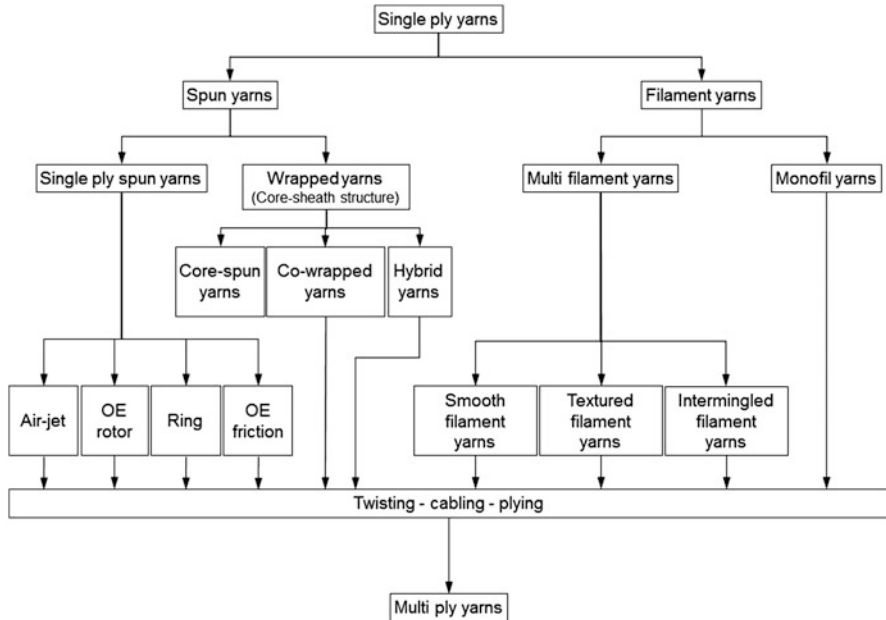 Single ply yarns
Spun yarns
Filament yarns
Single ply spun yarns
Wrapped yarns
(Core-sheath structure)
Multi filament yarns
Monofil yarns
Core-spun
yarns
Co-wrapped
yarns
Hybrid
yarns
Air-jet
OE
rotor
Ring
OE
friction
Smooth
filament
yarns
Textured
filament
yarns
Intermingled
filament
yarns
Twisting - cabling - plying
Multi ply yarns